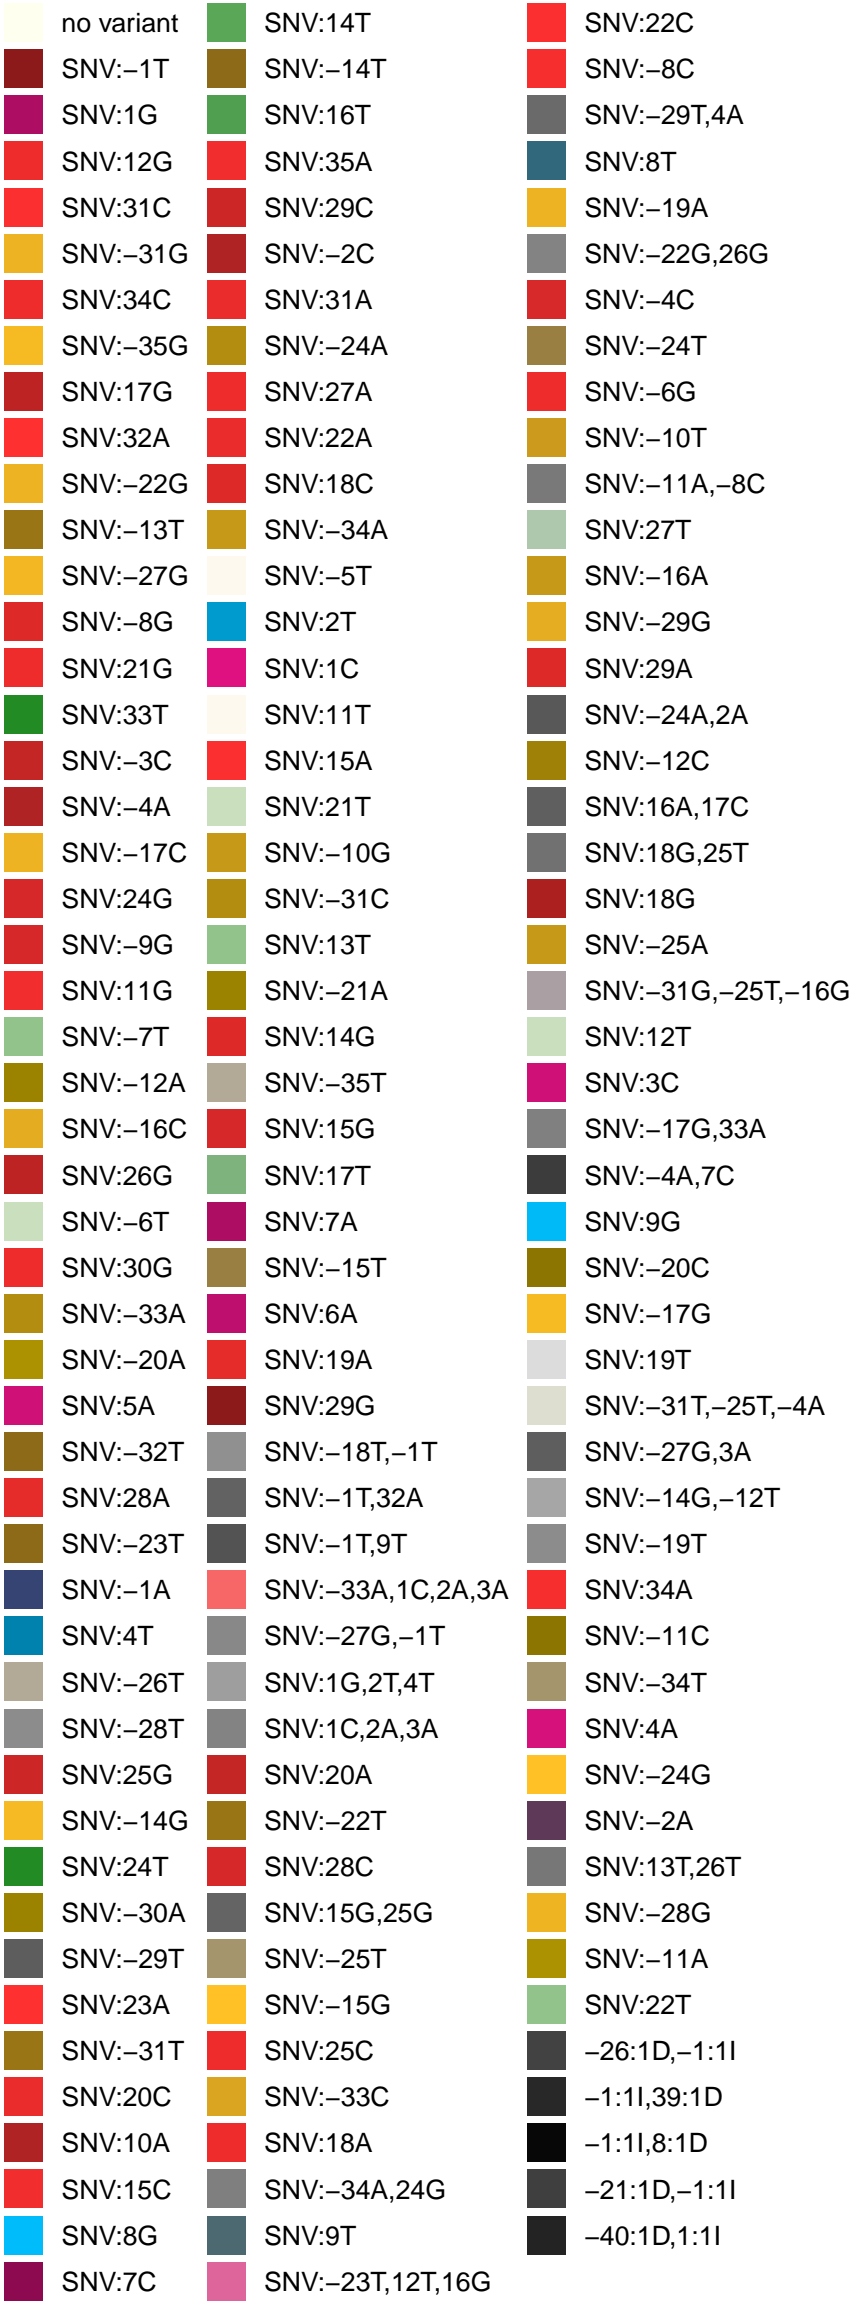 no variant
SNV:−1T
SNV:1G
SNV:12G
SNV:31C
SNV:−31G
SNV:34C
SNV:−35G
SNV:17G
SNV:32A
SNV:−22G
SNV:−13T
SNV:−27G
SNV:−8G
SNV:21G
SNV:33T
SNV:−3C
SNV:−4A
SNV:−17C
SNV:24G
SNV:−9G
SNV:11G
SNV:−7T
SNV:−12A
SNV:−16C
SNV:26G
SNV:−6T
SNV:30G
SNV:−33A
SNV:−20A
SNV:5A
SNV:−32T
SNV:28A
SNV:−23T
SNV:−1A
SNV:4T
SNV:−26T
SNV:−28T
SNV:25G
SNV:−14G
SNV:24T
SNV:−30A
SNV:−29T
SNV:23A
SNV:−31T
SNV:20C
SNV:10A
SNV:15C
SNV:8G
SNV:7C
SNV:14T
SNV:−14T
SNV:16T
SNV:35A
SNV:29C
SNV:−2C
SNV:31A
SNV:−24A
SNV:27A
SNV:22A
SNV:18C
SNV:−34A
SNV:−5T
SNV:2T
SNV:1C
SNV:11T
SNV:15A
SNV:21T
SNV:−10G
SNV:−31C
SNV:13T
SNV:−21A
SNV:14G
SNV:−35T
SNV:15G
SNV:17T
SNV:7A
SNV:−15T
SNV:6A
SNV:19A
SNV:29G
SNV:−18T,−1T
SNV:−1T,32A
SNV:−1T,9T
SNV:−33A,1C,2A,3A
SNV:−27G,−1T
SNV:1G,2T,4T
SNV:1C,2A,3A
SNV:20A
SNV:−22T
SNV:28C
SNV:15G,25G
SNV:−25T
SNV:−15G
SNV:25C
SNV:−33C
SNV:18A
SNV:−34A,24G
SNV:9T
SNV:−23T,12T,16G
SNV:22C
SNV:−8C
SNV:−29T,4A
SNV:8T
SNV:−19A
SNV:−22G,26G
SNV:−4C
SNV:−24T
SNV:−6G
SNV:−10T
SNV:−11A,−8C
SNV:27T
SNV:−16A
SNV:−29G
SNV:29A
SNV:−24A,2A
SNV:−12C
SNV:16A,17C
SNV:18G,25T
SNV:18G
SNV:−25A
SNV:−31G,−25T,−16G
SNV:12T
SNV:3C
SNV:−17G,33A
SNV:−4A,7C
SNV:9G
SNV:−20C
SNV:−17G
SNV:19T
SNV:−31T,−25T,−4A
SNV:−27G,3A
SNV:−14G,−12T
SNV:−19T
SNV:34A
SNV:−11C
SNV:−34T
SNV:4A
SNV:−24G
SNV:−2A
SNV:13T,26T
SNV:−28G
SNV:−11A
SNV:22T
−26:1D,−1:1I
−1:1I,39:1D
−1:1I,8:1D
−21:1D,−1:1I
−40:1D,1:1I